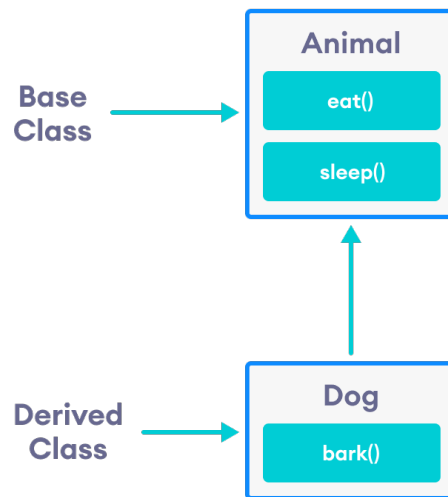 Animal
Base
Class
eat()
sleep()
Derived
Class
Dog
bark()